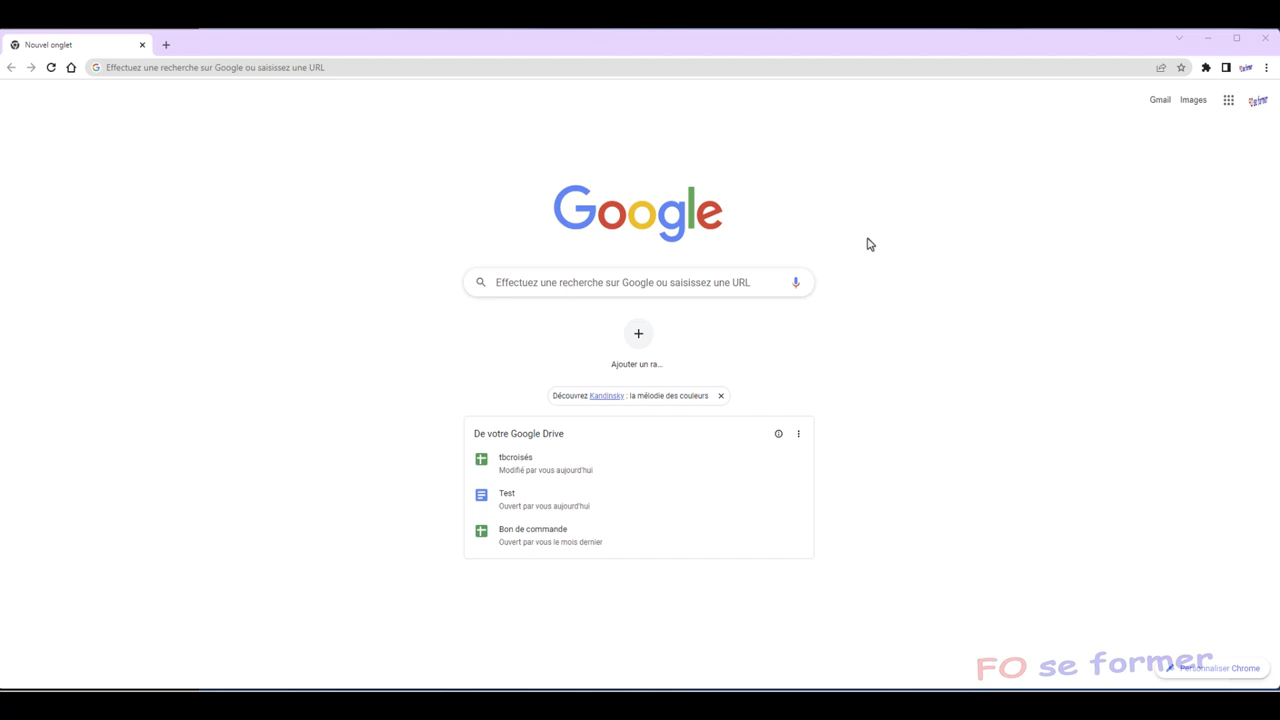 Nouvel onglet
Effectuez une recherche sur Google ou saisissez une URL
Gmail Images
Google
Effectuez une recherche sur Google ou saisissez une URL
Ajouter un ra...
Découvrez Kandinsky : la mélodie des couleurs
De votre Google Drive
tbcroisés
Modifié par vous aujourd'hui
Test
Ouvert par vous aujourd'hui
Bon de commande
Ouvert par vous le mois dernier
FO se former
Personnaliser Chrome